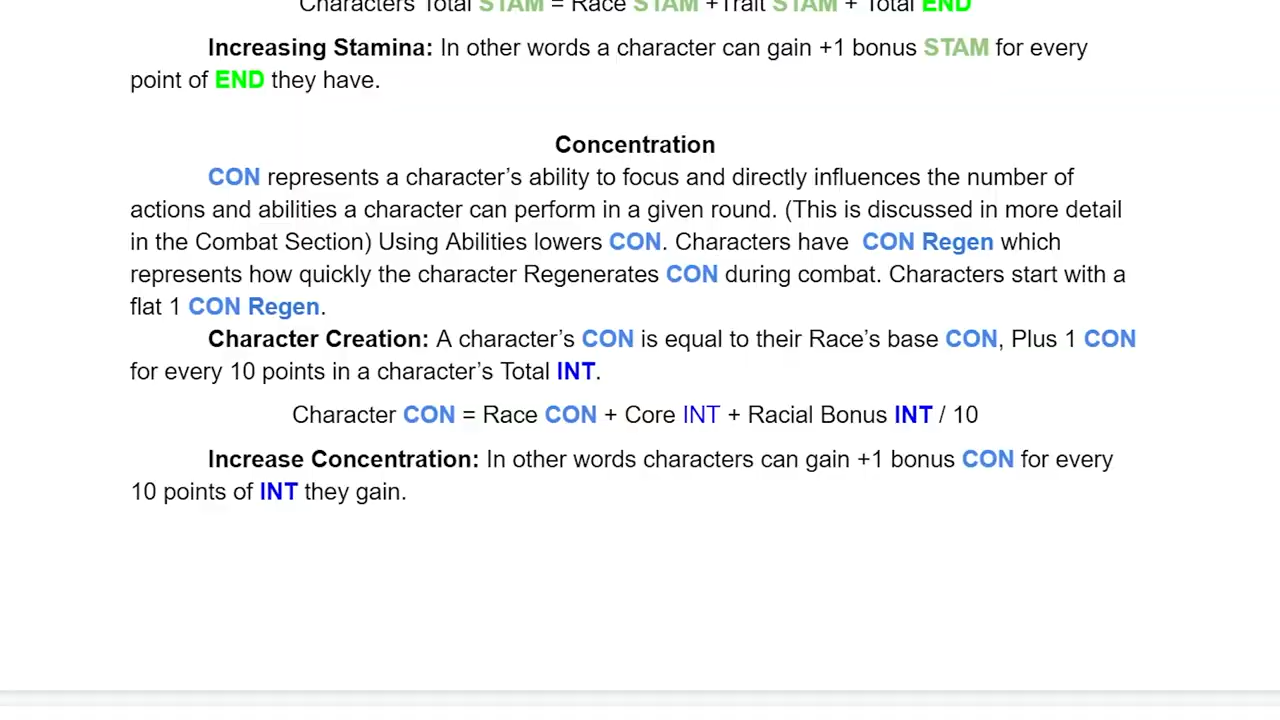 Characters Total STAM = Race STAM +Trait STAM + Total END
Increasing Stamina: In other words a character can gain +1 bonus STAM for every
point of END they have.
Concentration
CON represents a character’s ability to focus and directly influences the number of
actions and abilities a character can perform in a given round. (This is discussed in more detail
in the Combat Section) Using Abilities lowers CON. Characters have  CON Regen which
represents how quickly the character Regenerates CON during combat. Characters start with a
flat 1 CON Regen.
Character Creation: A character’s CON is equal to their Race’s base CON, Plus 1 CON
for every 10 points in a character’s Total INT.
Character CON = Race CON + Core INT + Racial Bonus INT / 10
Increase Concentration: In other words characters can gain +1 bonus CON for every
10 points of INT they gain.